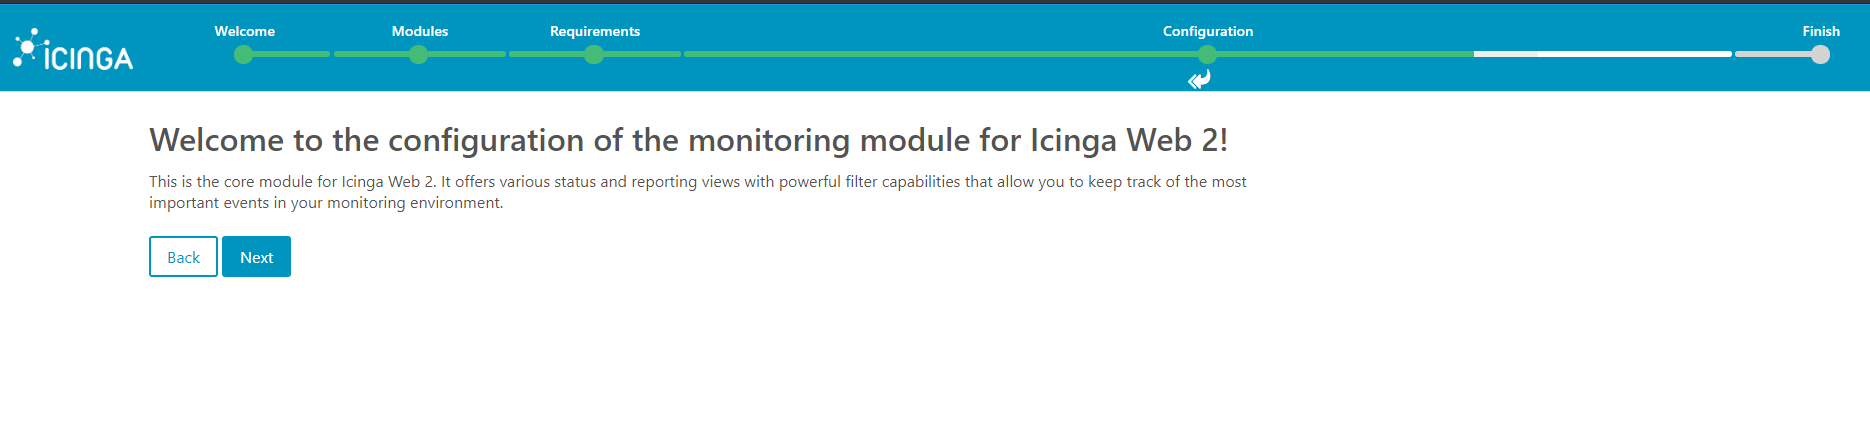 Welcome Modules Requirements Configuration Finish
ICINGA
Welcome to the configuration of the monitoring module for Icinga Web 2!
This is the core module for Icinga Web 2. It offers various status and reporting views with powerful filter capabilities that allow you to keep track of the most
important events in your monitoring environment.
Back Next